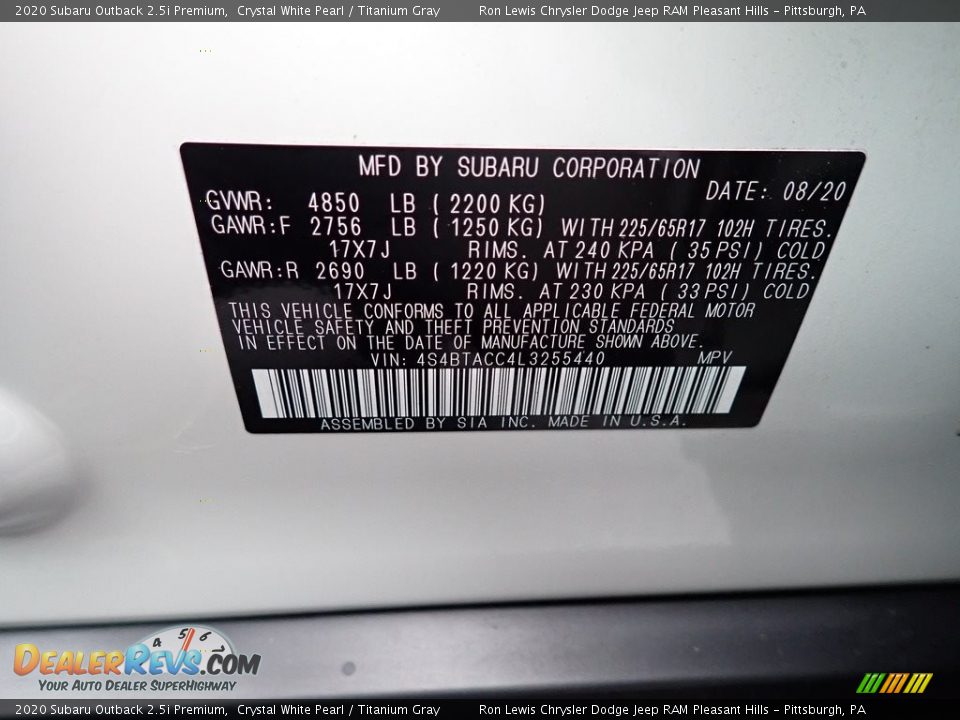 2020 Subaru Outback 2.5i Premium, Crystal White Pearl / Titanium Gray Ron Lewis Chrysler Dodge Jeep RAM Pleasant Hills - Pittsburgh, PA
MFD BY SUBARU CORPORATION
DATE: 08/20
GVWR: 4850 LB ( 2200 KG)
GAWR:F 2756 LB ( 1250 KG) WITH 225/65R17 102H TIRES.
17X7J RIMS. AT 240 KPA ( 35 PSI) COLD
GAWR:R 2690 LB ( 1220 KG) WITH 225/65R17 102H TIRES.
17X7J RIMS. AT 230 KPA ( 33 PSI) COLD
THIS VEHICLE CONFORMS TO ALL APPLICABLE FEDERAL MOTOR
VEHICLE SAFETY AND THEFT PREVENTION STANDARDS
IN EFFECT ON THE DATE OF MANUFACTURE SHOWN ABOVE.
VIN: 4S4BTACC4L3255440 MPV
ASSEMBLED BY SIA INC. MADE IN U.S.A.
4 5 6
DEALERREVS.COM
YOUR AUTO DEALER SUPERHIGHWAY
2020 Subaru Outback 2.5i Premium, Crystal White Pearl / Titanium Gray Ron Lewis Chrysler Dodge Jeep RAM Pleasant Hills - Pittsburgh, PA